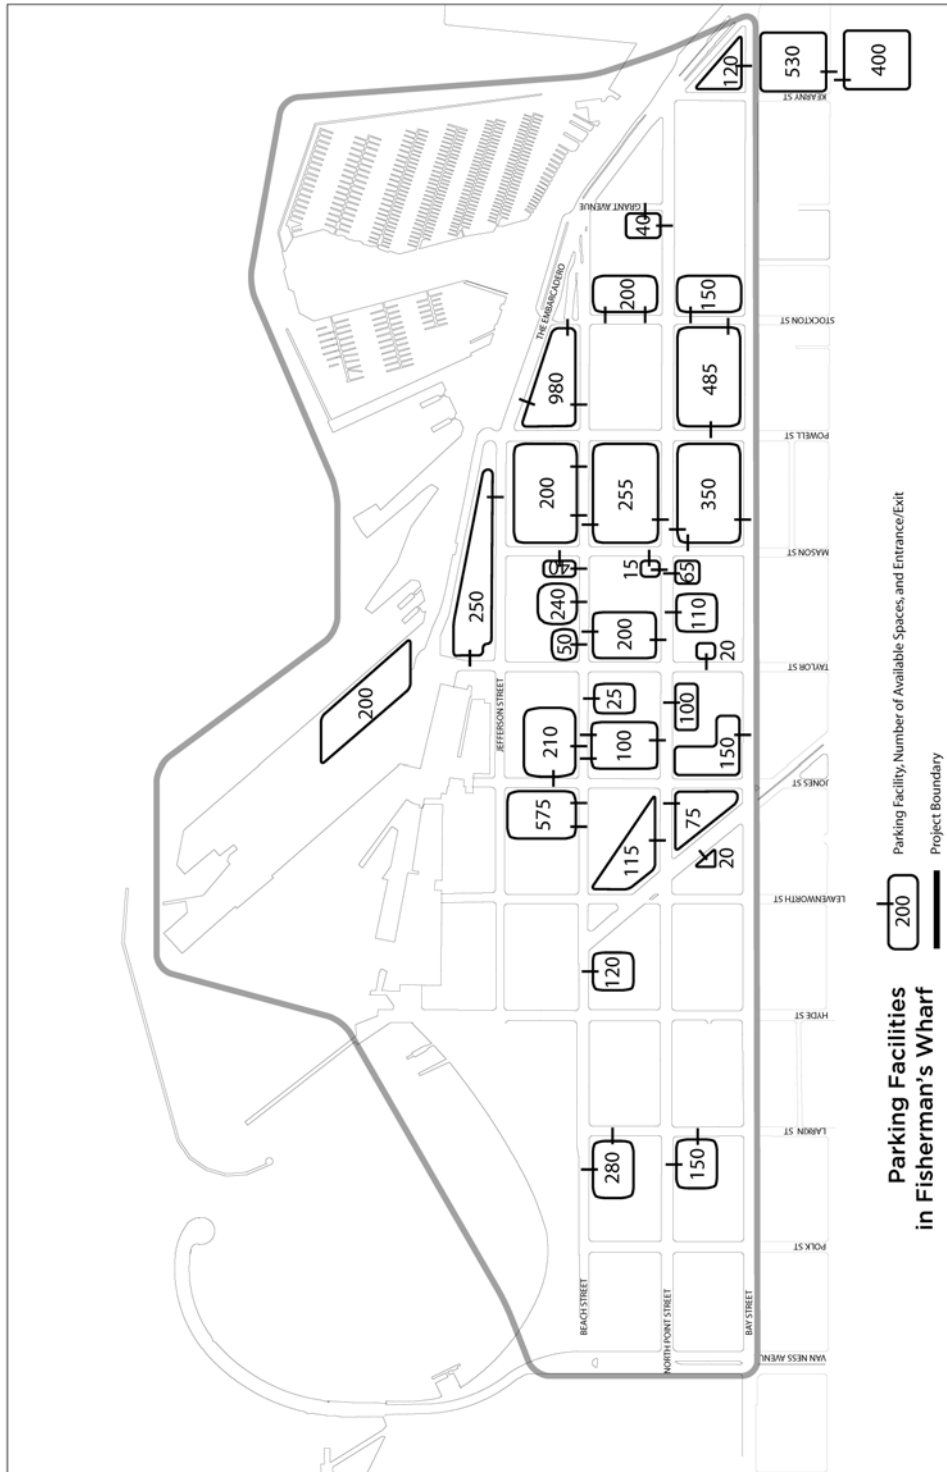 Parking Facilities
in Fisherman's Wharf
200
Parking Facility, Number of Available Spaces, and Entrance/Exit
Project Boundary
VAN NESS AVENU
POLK ST
LARKIN ST
HYDE ST
LEAVENWORTH ST
JONES ST
TAYLOR ST
MASON ST
POWELL ST
STOCKTON ST
GRANT AVENUE
KEARNY ST
THE EMBARCADERO
JEFFERSON STREET
BEACH STREET
NORTH POINT STREET
BAY STREET
200
250
575
210
50
240
40
200
980
280
120
115
100
25
200
15
255
200
40
150
20
75
150
100
20
110
65
350
485
150
120
530
400